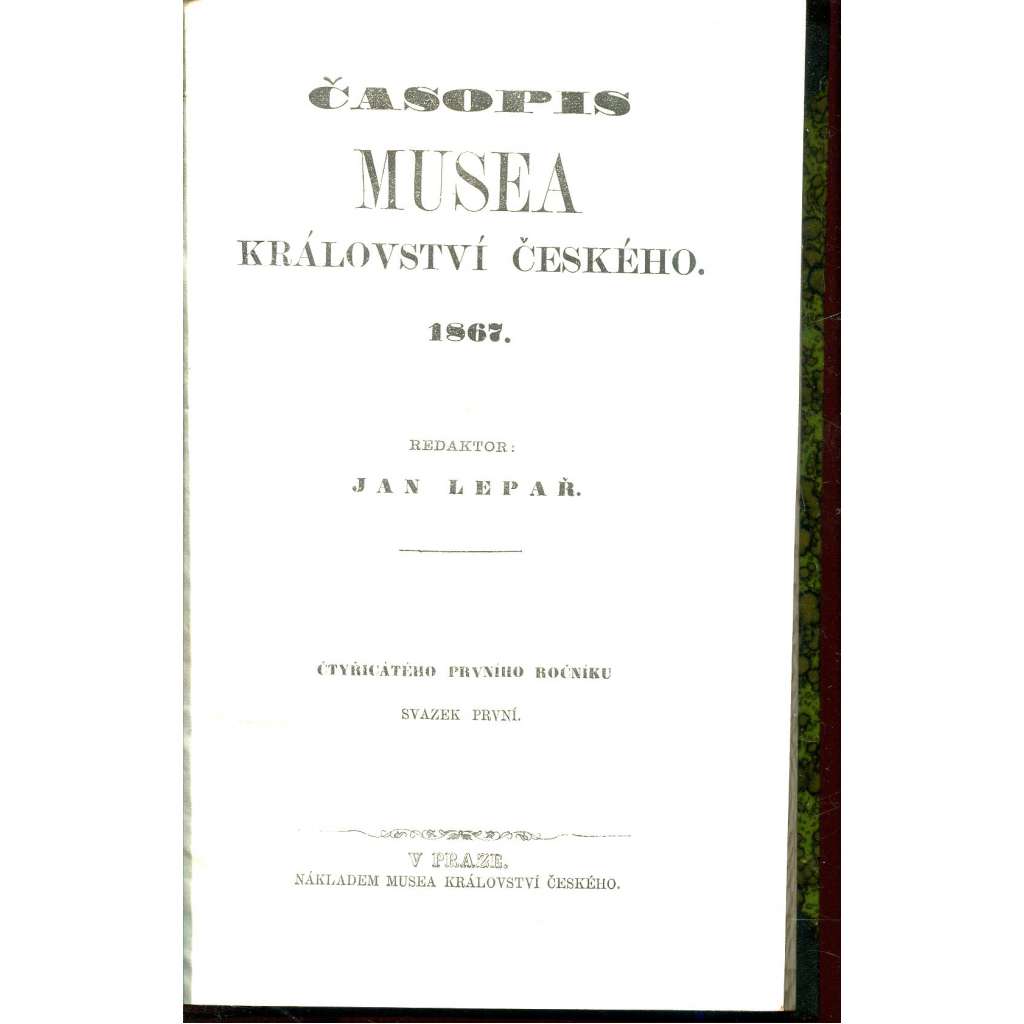 ČASOPIS
MUSEA
KRÁLOVSTVÍ ČESKÉHO.
1867.
REDAKTOR:
JAN LEPAŘ.
ČTYŘICÁTÉHO PRVNÍHO ROČNÍKU
SVAZEK PRVNÍ.
V PRAZE.
NÁKLADEM MUSEA KRÁLOVSTVÍ ČESKÉHO.